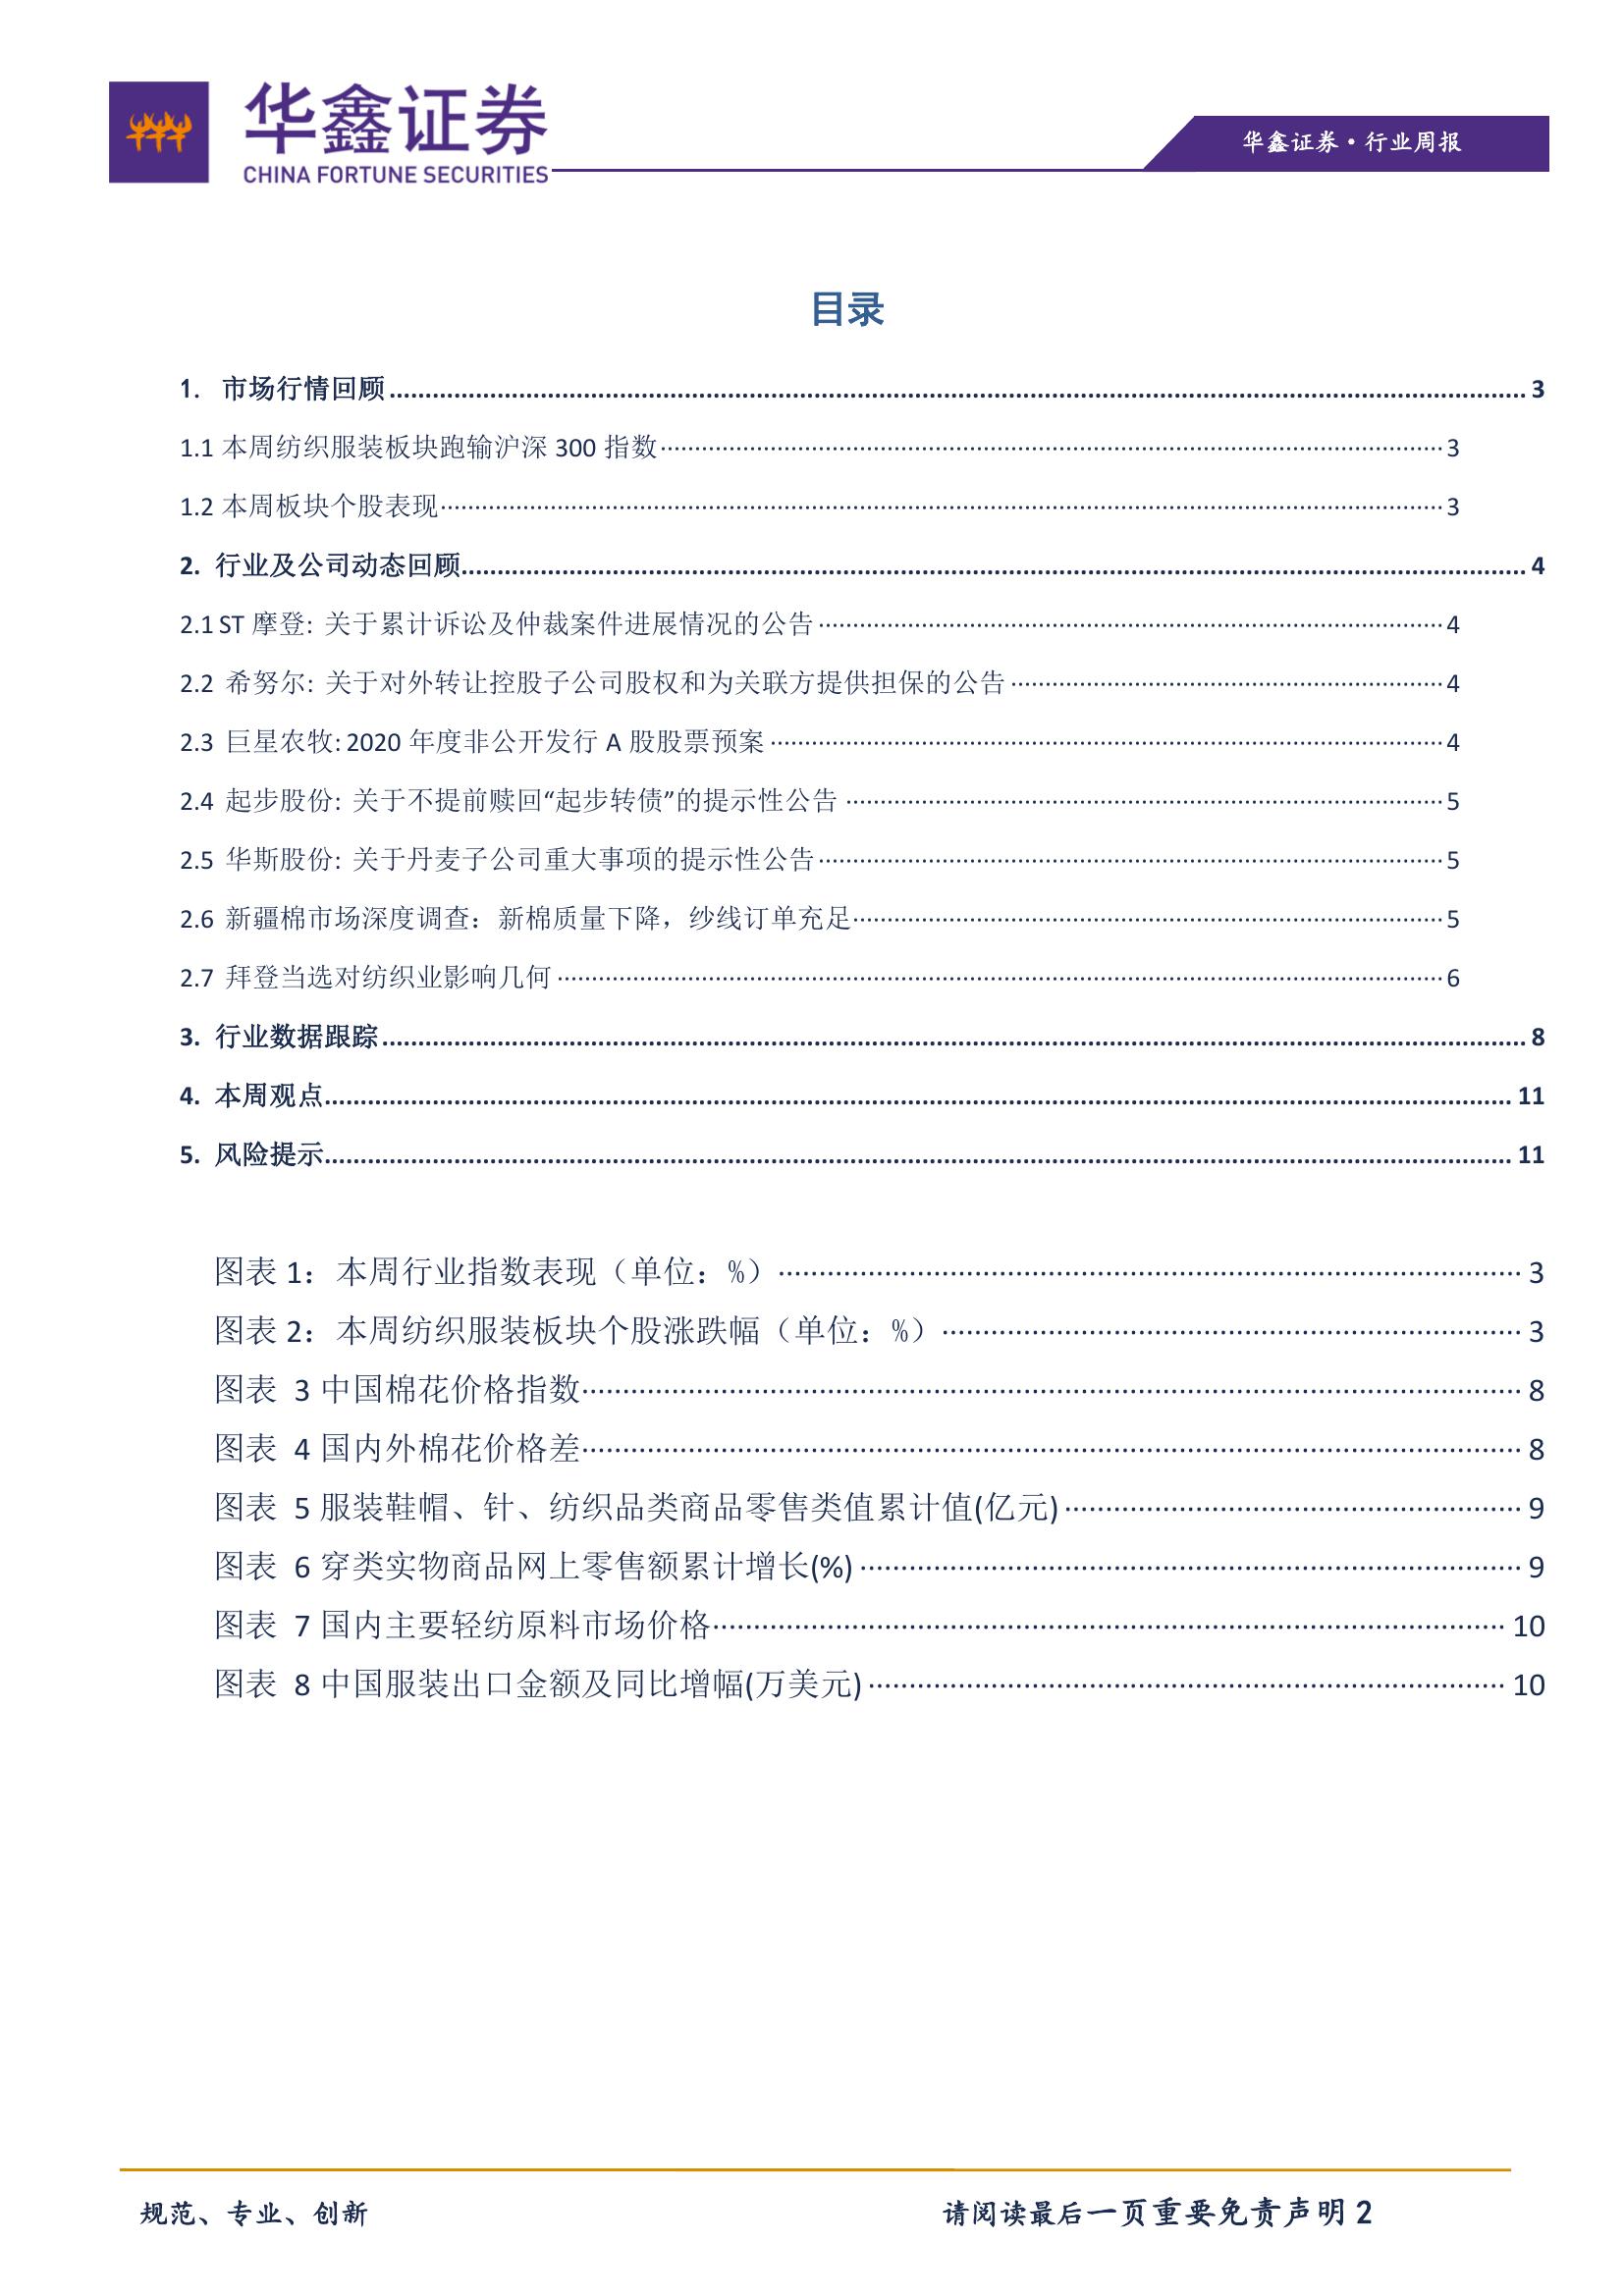 华鑫证券
CHINA FORTUNE SECURITIES
华鑫证券·行业周报
目录
1. 市场行情回顾........................................ 3
1.1 本周纺织服装板块跑输沪深 300 指数........................................ 3
1.2 本周板块个股表现........................................ 3
2. 行业及公司动态回顾........................................ 4
2.1 ST 摩登: 关于累计诉讼及仲裁案件进展情况的公告........................................ 4
2.2 希努尔: 关于对外转让控股子公司股权和为关联方提供担保的公告........................................ 4
2.3 巨星农牧: 2020 年度非公开发行 A 股股票预案........................................ 4
2.4 起步股份: 关于不提前赎回“起步转债”的提示性公告........................................ 5
2.5 华斯股份: 关于丹麦子公司重大事项的提示性公告........................................ 5
2.6 新疆棉市场深度调查：新棉质量下降，纱线订单充足........................................ 5
2.7 拜登当选对纺织业影响几何........................................ 6
3. 行业数据跟踪........................................ 8
4. 本周观点........................................ 11
5. 风险提示........................................ 11
图表 1：本周行业指数表现（单位：%）........................................ 3
图表 2：本周纺织服装板块个股涨跌幅（单位：%）........................................ 3
图表 3 中国棉花价格指数........................................ 8
图表 4 国内外棉花价格差........................................ 8
图表 5 服装鞋帽、针、纺织品类商品零售类值累计值(亿元)........................................ 9
图表 6 穿类实物商品网上零售额累计增长(%)........................................ 9
图表 7 国内主要轻纺原料市场价格........................................ 10
图表 8 中国服装出口金额及同比增幅(万美元)........................................ 10
规范、专业、创新
请阅读最后一页重要免责声明 2